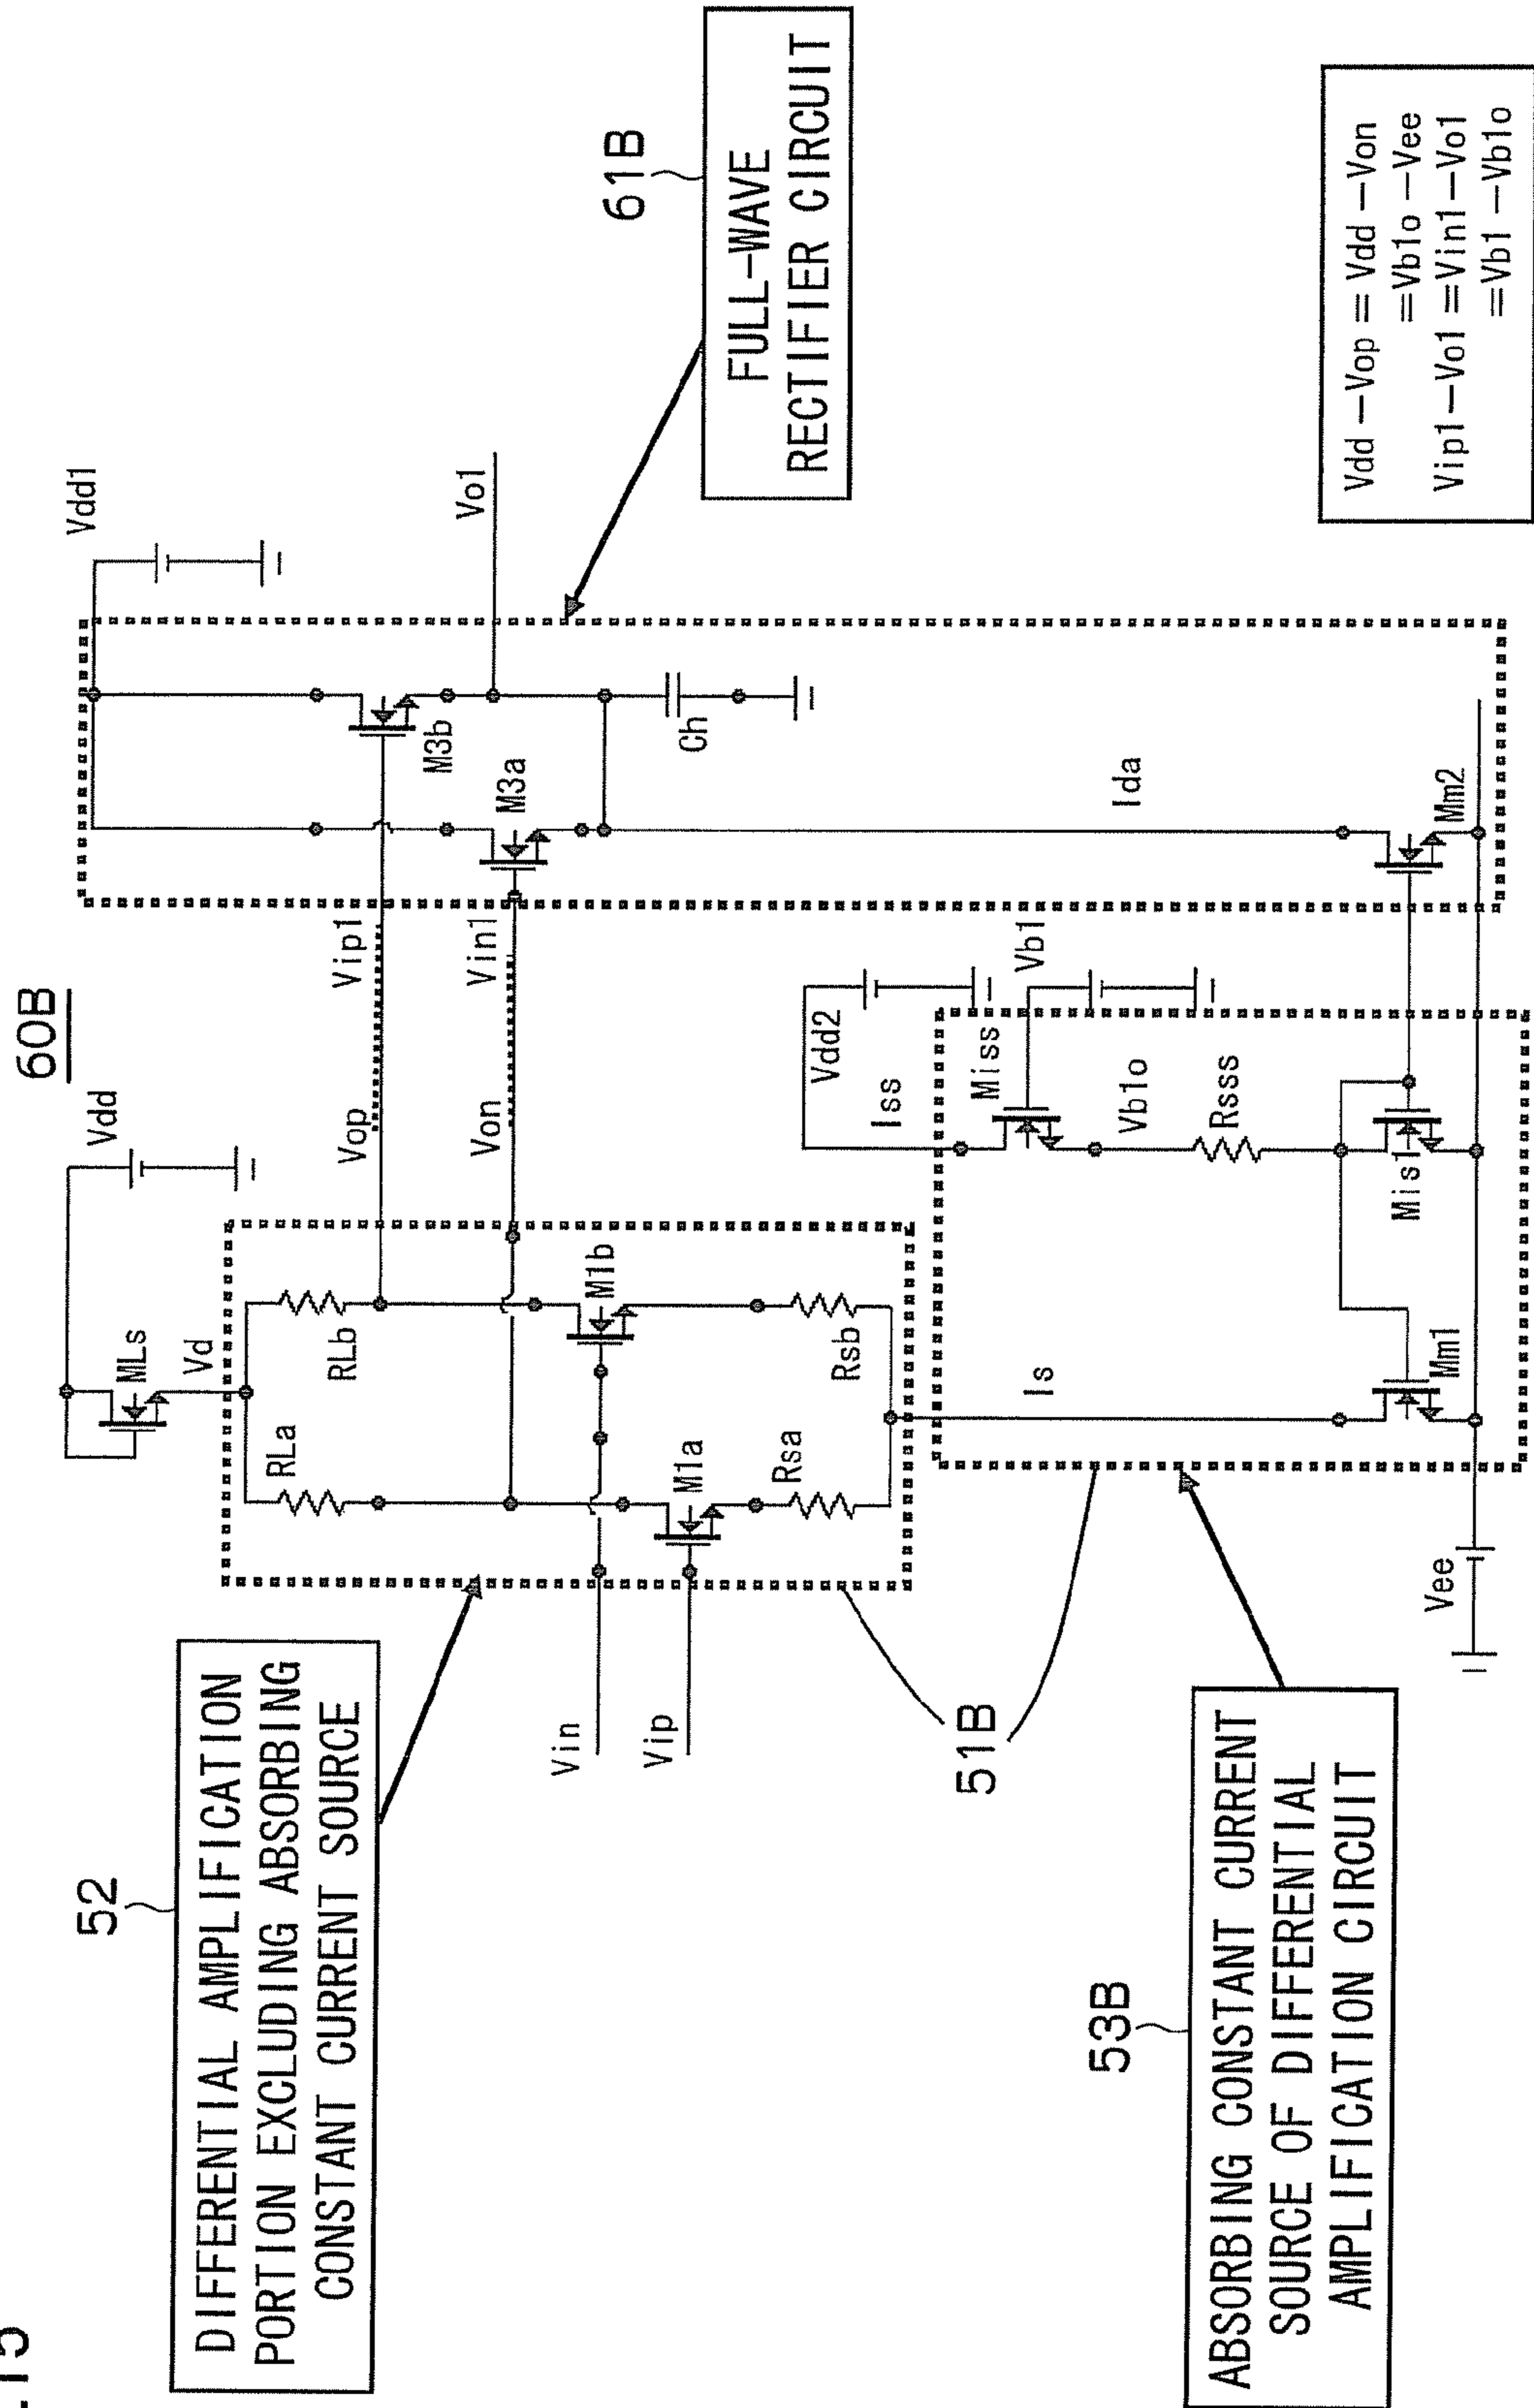 15
60B
52
DIFFERENTIAL AMPLIFICATION
PORTION EXCLUDING ABSORBING
CONSTANT CURRENT SOURCE
Vdd
MLs
Vd
RLa
RLb
Vop
Vip1
Von
Vin1
M1b
M1a
Rsa
Rsb
Vin
Vip
Vdd1
M3b
M3a
Vo1
Ch
Ida
Mm2
61B
FULL-WAVE
RECTIFIER CIRCUIT
Vdd2
Iss
Miss
Vb1
Vb1o
Rsss
Mis1
Is
Mm1
Vee
51B
53B
ABSORBING CONSTANT CURRENT
SOURCE OF DIFFERENTIAL
AMPLIFICATION CIRCUIT
Vdd－Vop＝Vdd－Von
＝Vb1o－Vee
Vip1－Vo1＝Vin1－Vo1
＝Vb1－Vb1o